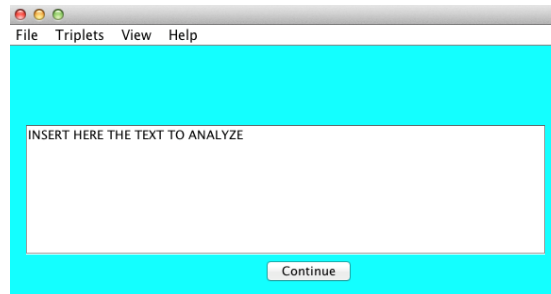 File Triplets View Help
INSERT HERE THE TEXT TO ANALYZE
Continue